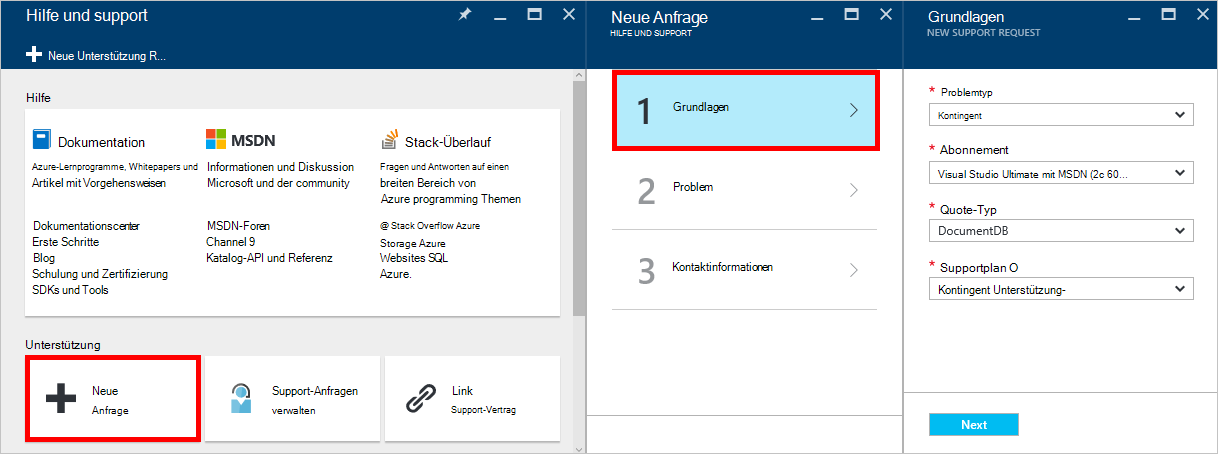 Hilfe und support
Neue Unterstützung R...
Hilfe
Dokumentation
Azure-Lernprogramme, Whitepapers und
Artikel mit Vorgehensweisen
Dokumentationscenter
Erste Schritte
Blog
Schulung und Zertifizierung
SDKs und Tools
MSDN
Informationen und Diskussion
Microsoft und der community
MSDN-Foren
Channel 9
Katalog-API und Referenz
Stack-Überlauf
Fragen und Antworten auf einen
breiten Bereich von
Azure programming Themen
@ Stack Overflow Azure
Storage Azure
Websites SQL
Azure.
Unterstützung
Neue
Anfrage
Support-Anfragen
verwalten
Link
Support-Vertrag
Neue Anfrage
HILFE UND SUPPORT
1 Grundlagen
2 Problem
3 Kontaktinformationen
Grundlagen
NEW SUPPORT REQUEST
* Problemtyp
Kontingent
* Abonnement
Visual Studio Ultimate mit MSDN (2c 60...
* Quote-Typ
DocumentDB
* Supportplan O
Kontingent Unterstützung-
Next